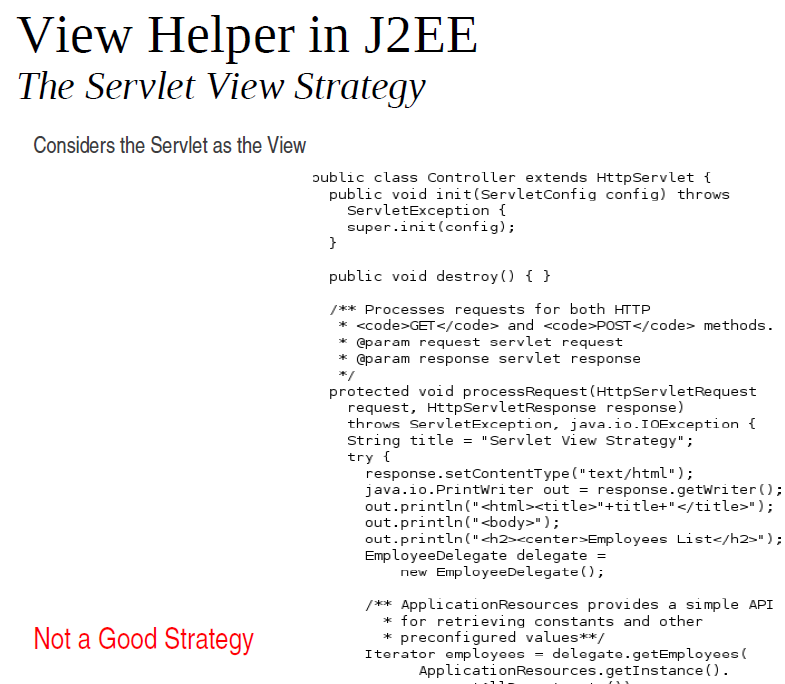 View Helper in J2EE
The Servlet View Strategy
Considers the Servlet as the View
public class Controller extends HttpServlet {
public void init(ServletConfig config) throws
ServletException {
super.init(config);
}
public void destroy() { }
/** Processes requests for both HTTP
* <code>GET</code> and <code>POST</code> methods.
* @param request servlet request
* @param response servlet response
*/
protected void processRequest(HttpServletRequest
request, HttpServletResponse response)
throws ServletException, java.io.IOException {
String title = "Servlet View Strategy";
try {
response.setContentType("text/html");
java.io.PrintWriter out = response.getWriter();
out.println("<html><title>"+title+"</title>");
out.println("<body>");
out.println("<h2><center>Employees List</h2>");
EmployeeDelegate delegate =
new EmployeeDelegate();
/** ApplicationResources provides a simple API
* for retrieving constants and other
* preconfigured values**/
Iterator employees = delegate.getEmployees(
ApplicationResources.getInstance().
Not a Good Strategy